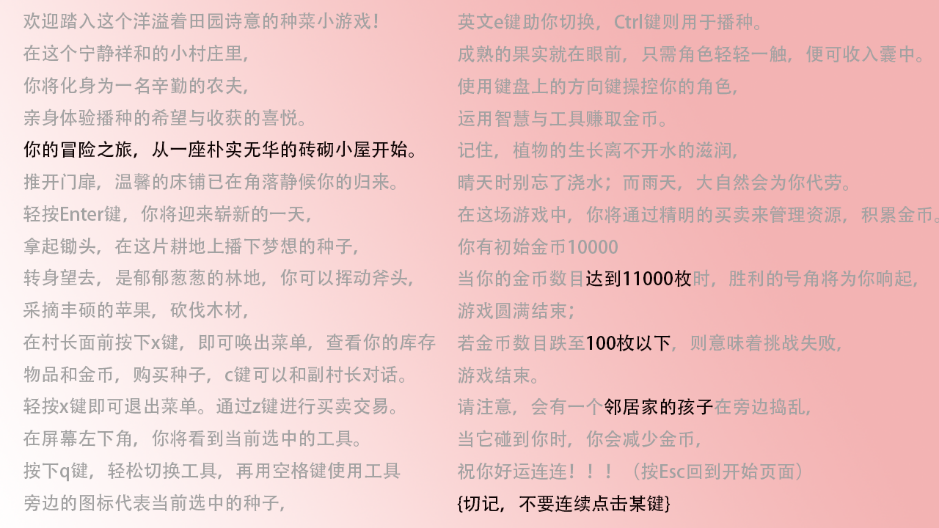 欢迎踏入这个洋溢着田园诗意的种菜小游戏！
在这个宁静祥和的小村庄里，
你将化身为一名辛勤的农夫，
亲身体验播种的希望与收获的喜悦。
你的冒险之旅，从一座朴实无华的砖砌小屋开始。
推开门扉，温馨的床铺已在角落静候你的归来。
轻按Enter键，你将迎来崭新的一天，
拿起锄头，在这片耕地上播下梦想的种子，
转身望去，是郁郁葱葱的林地，你可以挥动斧头，
采摘丰硕的苹果，砍伐木材，
在村长面前按下x键，即可唤出菜单，查看你的库存
物品和金币，购买种子，c键可以和副村长对话。
轻按x键即可退出菜单。通过z键进行买卖交易。
在屏幕左下角，你将看到当前选中的工具。
按下q键，轻松切换工具，再用空格键使用工具
旁边的图标代表当前选中的种子，
英文e键助你切换，Ctrl键则用于播种。
成熟的果实就在眼前，只需角色轻轻一触，便可收入囊中。
使用键盘上的方向键操控你的角色，
运用智慧与工具赚取金币。
记住，植物的生长离不开水的滋润，
晴天时别忘了浇水；而雨天，大自然会为你代劳。
在这场游戏中，你将通过精明的买卖来管理资源，积累金币。
你有初始金币10000
当你的金币数目达到11000枚时，胜利的号角将为你响起，
游戏圆满结束；
若金币数目跌至100枚以下，则意味着挑战失败，
游戏结束。
请注意，会有一个邻居家的孩子在旁边捣乱，
当它碰到你时，你会减少金币，
祝你好运连连！！！（按Esc回到开始页面）
{切记，不要连续点击某键}